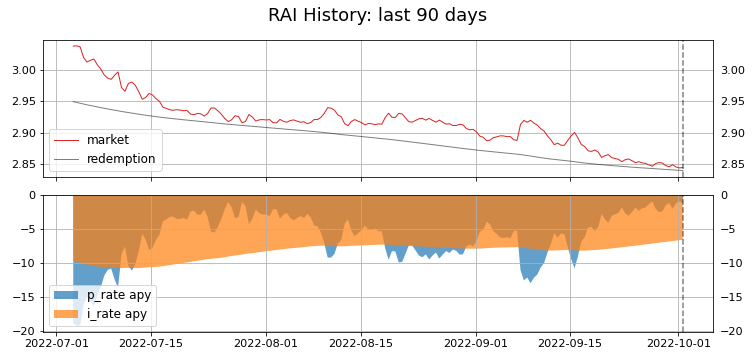 RAI History: last 90 days
3.00 3.00
2.95 2.95
2.90 2.90
2.85 2.85
market
redemption
0 0
−5 −5
−10 −10
−15 −15
−20 −20
p_rate apy
i_rate apy
2022-07-01 2022-07-15 2022-08-01 2022-08-15 2022-09-01 2022-09-15 2022-10-01